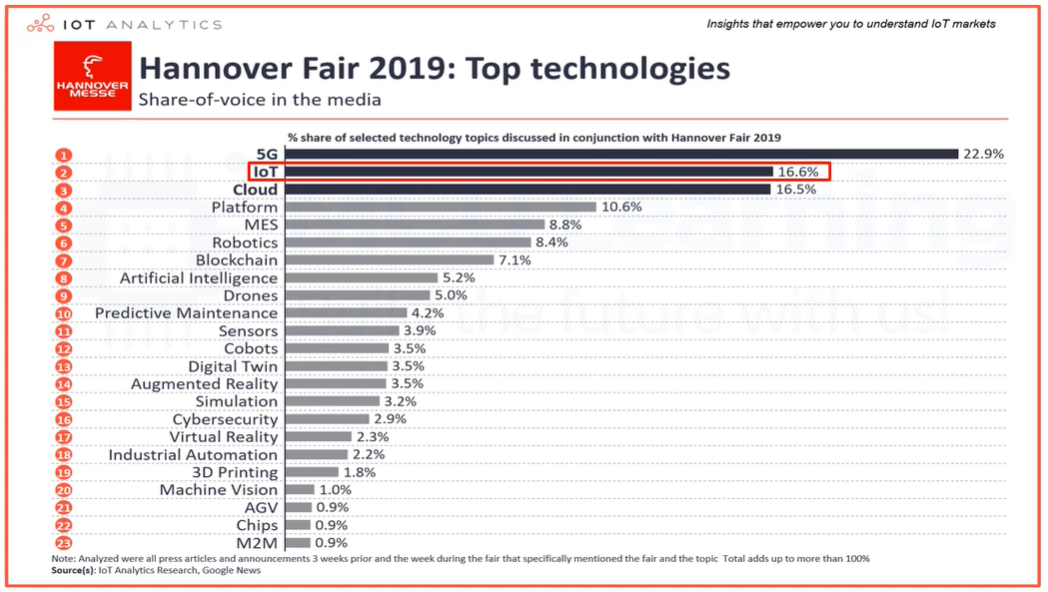 IOT ANALYTICS
Insights that empower you to understand IoT markets
HANNOVER
MESSE
Hannover Fair 2019: Top technologies
Share-of-voice in the media
% share of selected technology topics discussed in conjunction with Hannover Fair 2019
1 5G 22.9%
2 IoT 16.6%
3 Cloud 16.5%
4 Platform 10.6%
5 MES 8.8%
6 Robotics 8.4%
7 Blockchain 7.1%
8 Artificial Intelligence 5.2%
9 Drones 5.0%
10 Predictive Maintenance 4.2%
11 Sensors 3.9%
12 Cobots 3.5%
13 Digital Twin 3.5%
14 Augmented Reality 3.5%
15 Simulation 3.2%
16 Cybersecurity 2.9%
17 Virtual Reality 2.3%
18 Industrial Automation 2.2%
19 3D Printing 1.8%
20 Machine Vision 1.0%
21 AGV 0.9%
22 Chips 0.9%
23 M2M 0.9%
Note: Analyzed were all press articles and announcements 3 weeks prior and the week during the fair that specifically mentioned the fair and the topic Total adds up to more than 100%
Source(s): IoT Analytics Research, Google News